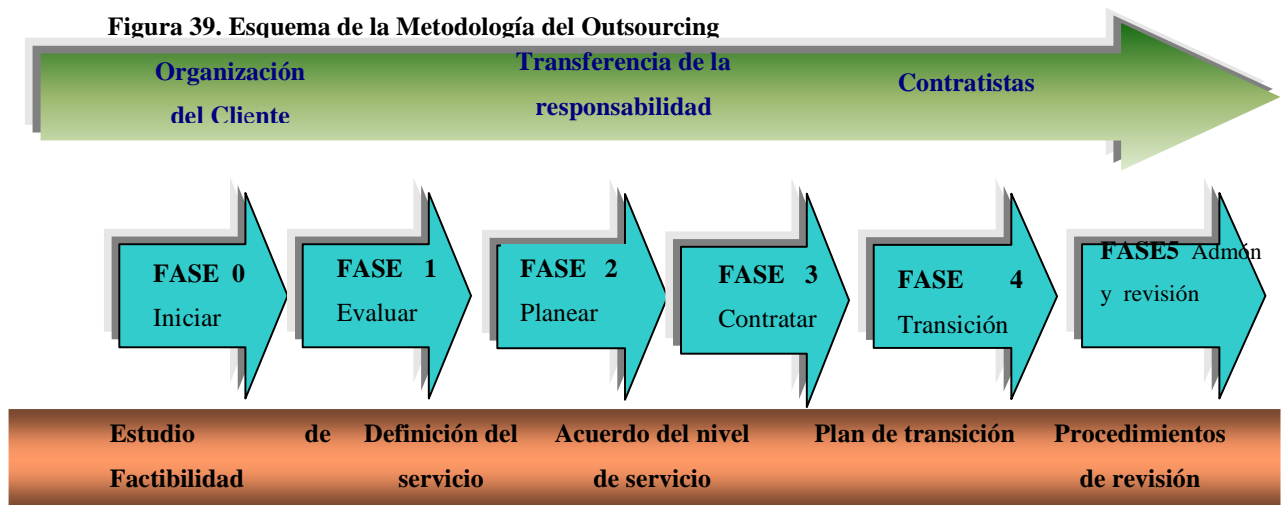 Figura 39. Esquema de la Metodología del Outsourcing
Organización
del Cliente
Transferencia de la
responsabilidad
Contratistas
FASE 0
Iniciar
FASE 1
Evaluar
FASE 2
Planear
FASE 3
Contratar
FASE 4
Transición
FASE5 Admón
y revisión
Estudio de
Factibilidad
Definición del
servicio
Acuerdo del nivel
de servicio
Plan de transición
Procedimientos
de revisión